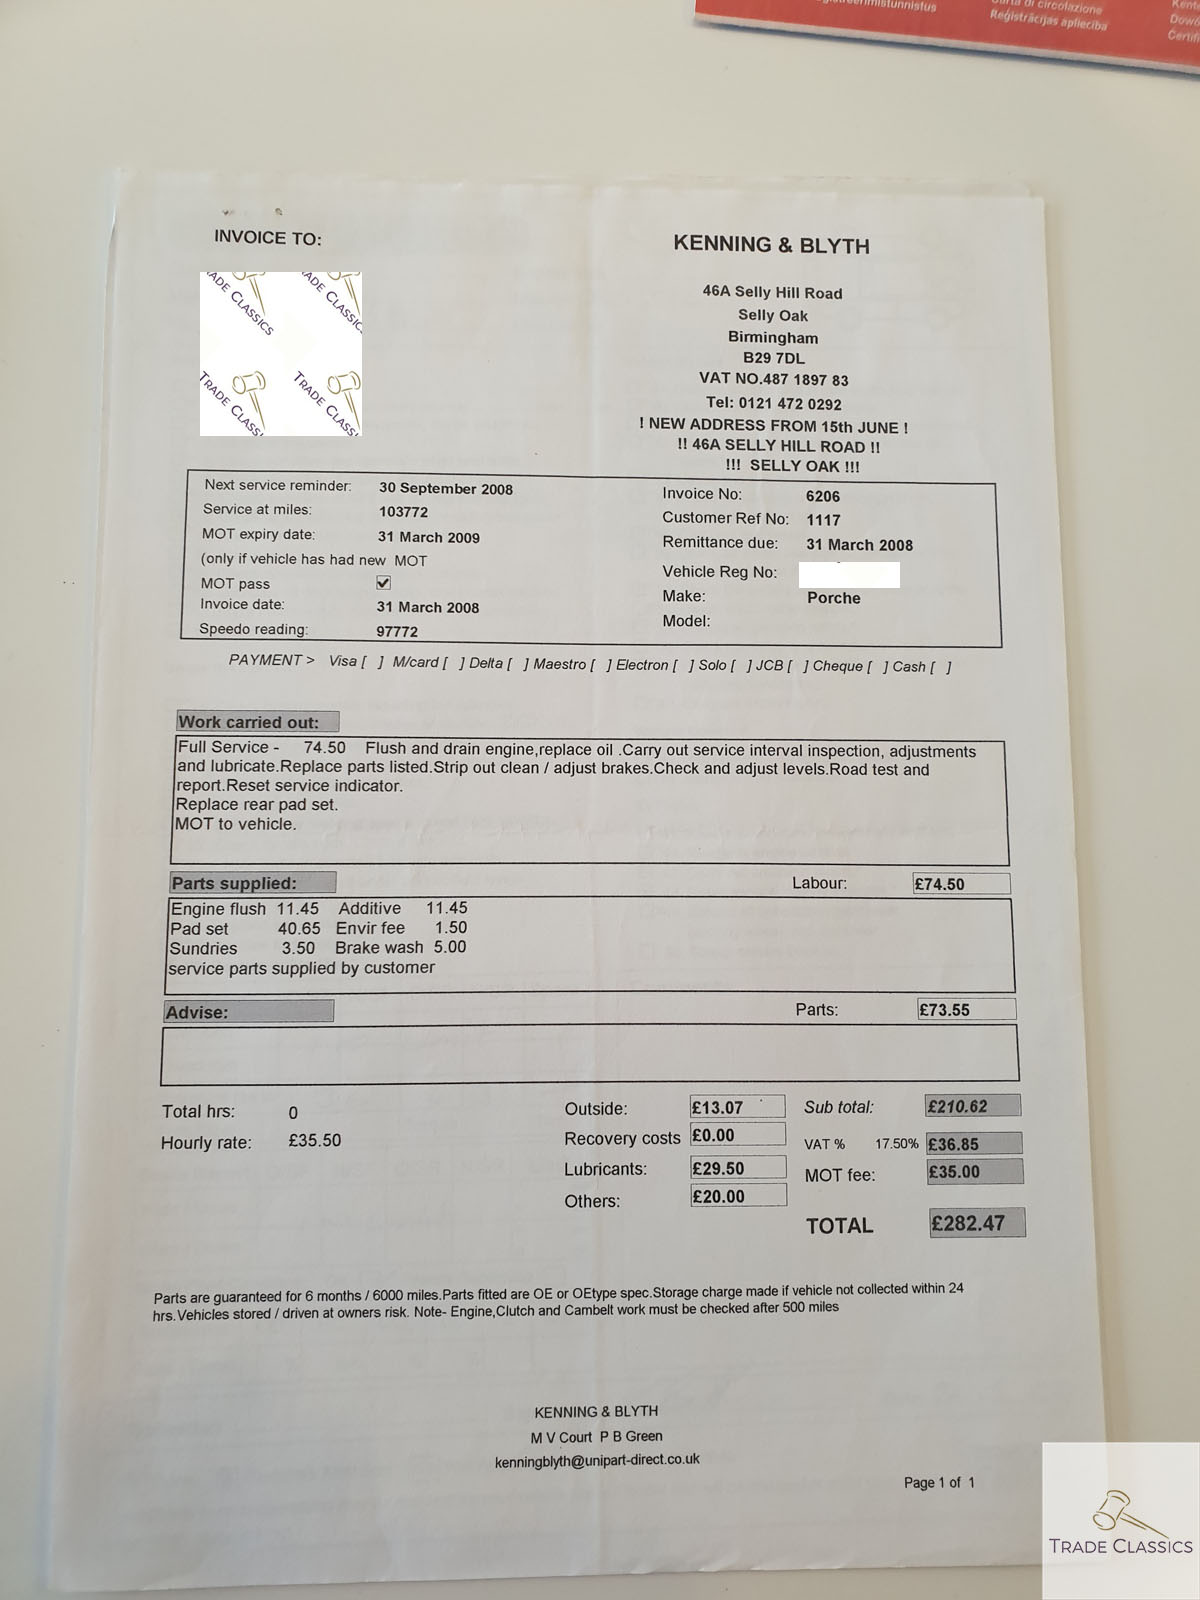 egistreerimistunnistus
Carta di circolazione
Reģistrācijas apliecība
INVOICE TO:
TRADE CLASSICS
TRADE CLASSICS
KENNING & BLYTH
46A Selly Hill Road
Selly Oak
Birmingham
B29 7DL
VAT NO.487 1897 83
Tel: 0121 472 0292
! NEW ADDRESS FROM 15th JUNE !
!! 46A SELLY HILL ROAD !!
!!! SELLY OAK !!!
Next service reminder: 30 September 2008
Service at miles: 103772
MOT expiry date: 31 March 2009
(only if vehicle has had new MOT
MOT pass
Invoice date: 31 March 2008
Speedo reading: 97772
Invoice No: 6206
Customer Ref No: 1117
Remittance due: 31 March 2008
Vehicle Reg No:
Make: Porche
Model:
PAYMENT > Visa [ ] M/card [ ] Delta [ ] Maestro [ ] Electron [ ] Solo [ ] JCB [ ] Cheque [ ] Cash [ ]
Work carried out:
Full Service - 74.50 Flush and drain engine,replace oil .Carry out service interval inspection, adjustments
and lubricate.Replace parts listed.Strip out clean / adjust brakes.Check and adjust levels.Road test and
report.Reset service indicator.
Replace rear pad set.
MOT to vehicle.
Parts supplied: Labour: £74.50
Engine flush 11.45 Additive 11.45
Pad set 40.65 Envir fee 1.50
Sundries 3.50 Brake wash 5.00
service parts supplied by customer
Advise: Parts: £73.55
Total hrs: 0
Hourly rate: £35.50
Outside: £13.07
Recovery costs £0.00
Lubricants: £29.50
Others: £20.00
Sub total: £210.62
VAT % 17.50% £36.85
MOT fee: £35.00
TOTAL £282.47
Parts are guaranteed for 6 months / 6000 miles.Parts fitted are OE or OEtype spec.Storage charge made if vehicle not collected within 24
hrs.Vehicles stored / driven at owners risk. Note- Engine,Clutch and Cambelt work must be checked after 500 miles
KENNING & BLYTH
M V Court P B Green
kenningblyth@unipart-direct.co.uk
Page 1 of 1
TRADE CLASSICS